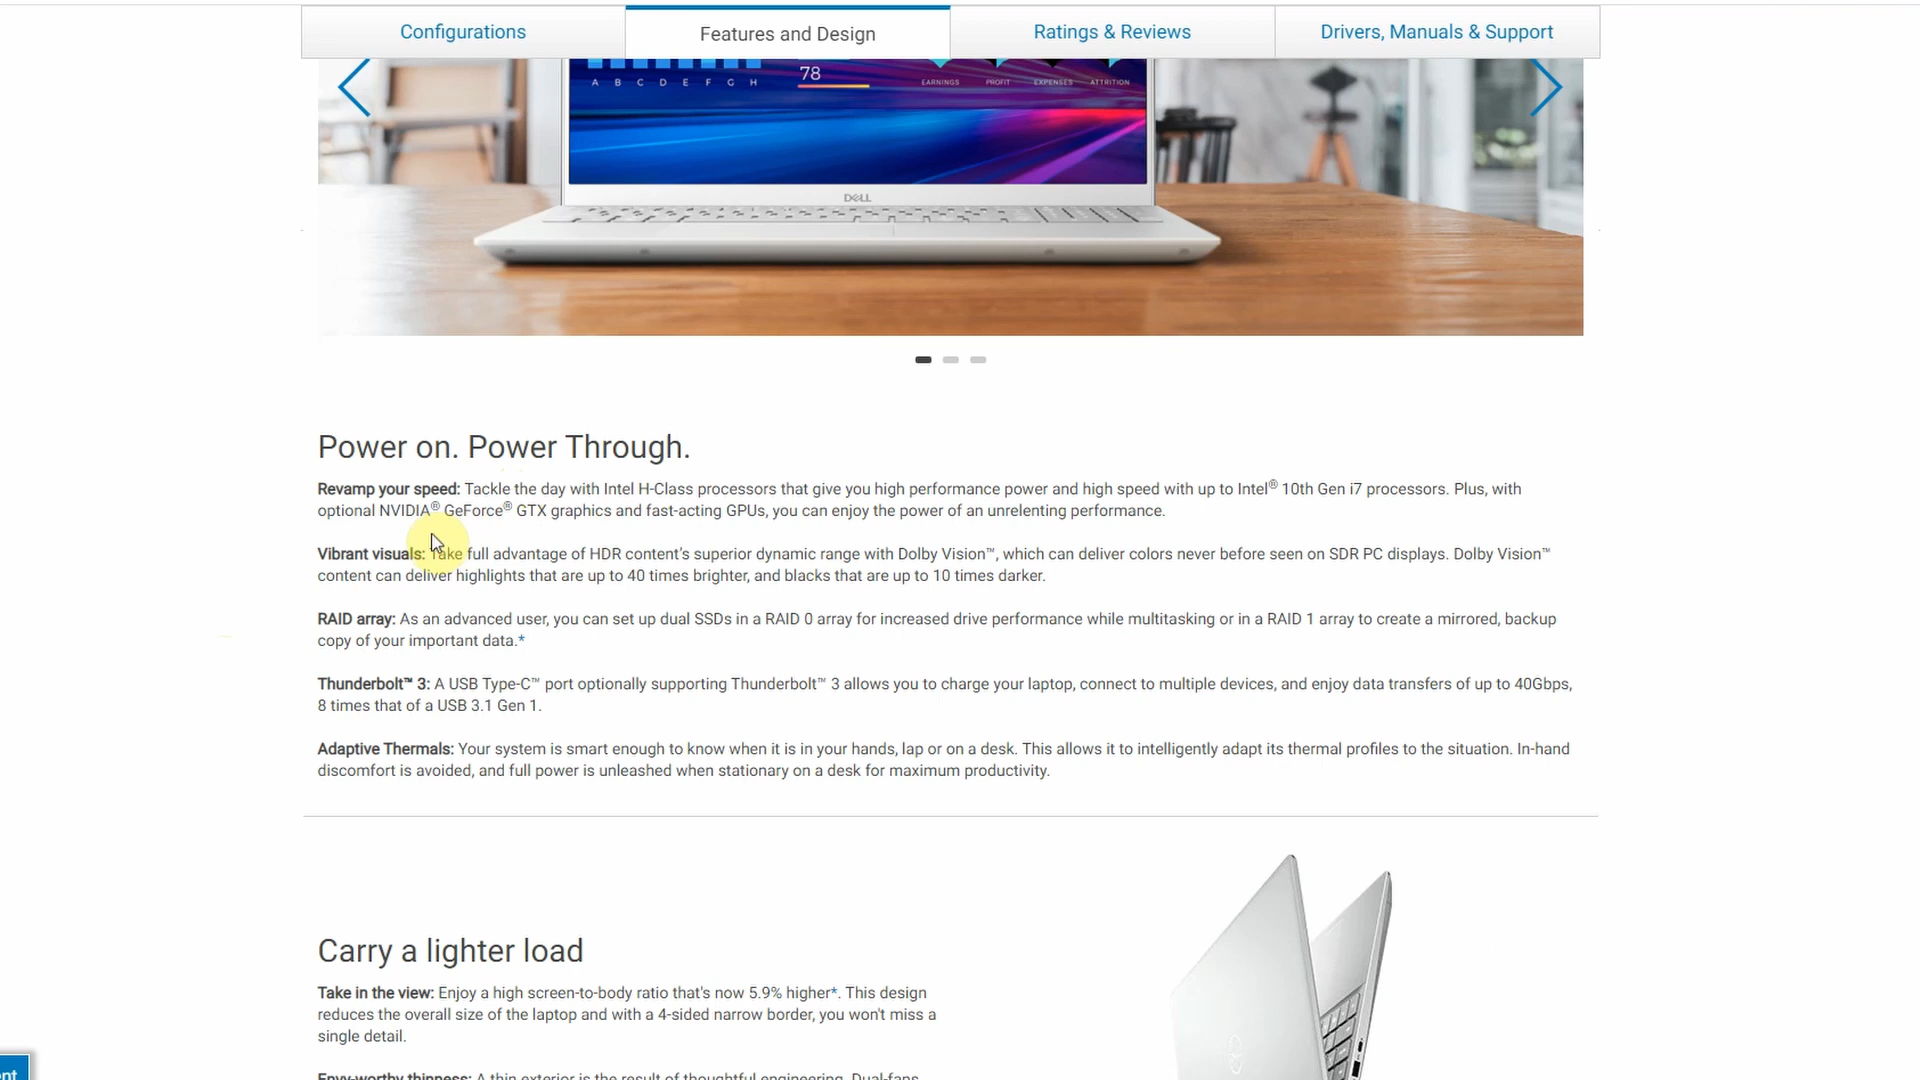 Configurations
Features and Design
Ratings & Reviews
Drivers, Manuals & Support
A B C D E F G H
78
EARNINGS PROFIT EXPENSES ATTRITION
DELL
Power on. Power Through.
Revamp your speed: Tackle the day with Intel H-Class processors that give you high performance power and high speed with up to Intel® 10th Gen i7 processors. Plus, with
optional NVIDIA® GeForce® GTX graphics and fast-acting GPUs, you can enjoy the power of an unrelenting performance.
Vibrant visuals: Take full advantage of HDR content's superior dynamic range with Dolby Vision™, which can deliver colors never before seen on SDR PC displays. Dolby Vision™
content can deliver highlights that are up to 40 times brighter, and blacks that are up to 10 times darker.
RAID array: As an advanced user, you can set up dual SSDs in a RAID 0 array for increased drive performance while multitasking or in a RAID 1 array to create a mirrored, backup
copy of your important data.*
Thunderbolt™ 3: A USB Type-C™ port optionally supporting Thunderbolt™ 3 allows you to charge your laptop, connect to multiple devices, and enjoy data transfers of up to 40Gbps,
8 times that of a USB 3.1 Gen 1.
Adaptive Thermals: Your system is smart enough to know when it is in your hands, lap or on a desk. This allows it to intelligently adapt its thermal profiles to the situation. In-hand
discomfort is avoided, and full power is unleashed when stationary on a desk for maximum productivity.
Carry a lighter load
Take in the view: Enjoy a high screen-to-body ratio that's now 5.9% higher*. This design
reduces the overall size of the laptop and with a 4-sided narrow border, you won't miss a
single detail.
Envy-worthy thinness: A thin exterior is the result of thoughtful engineering. Dual-fans